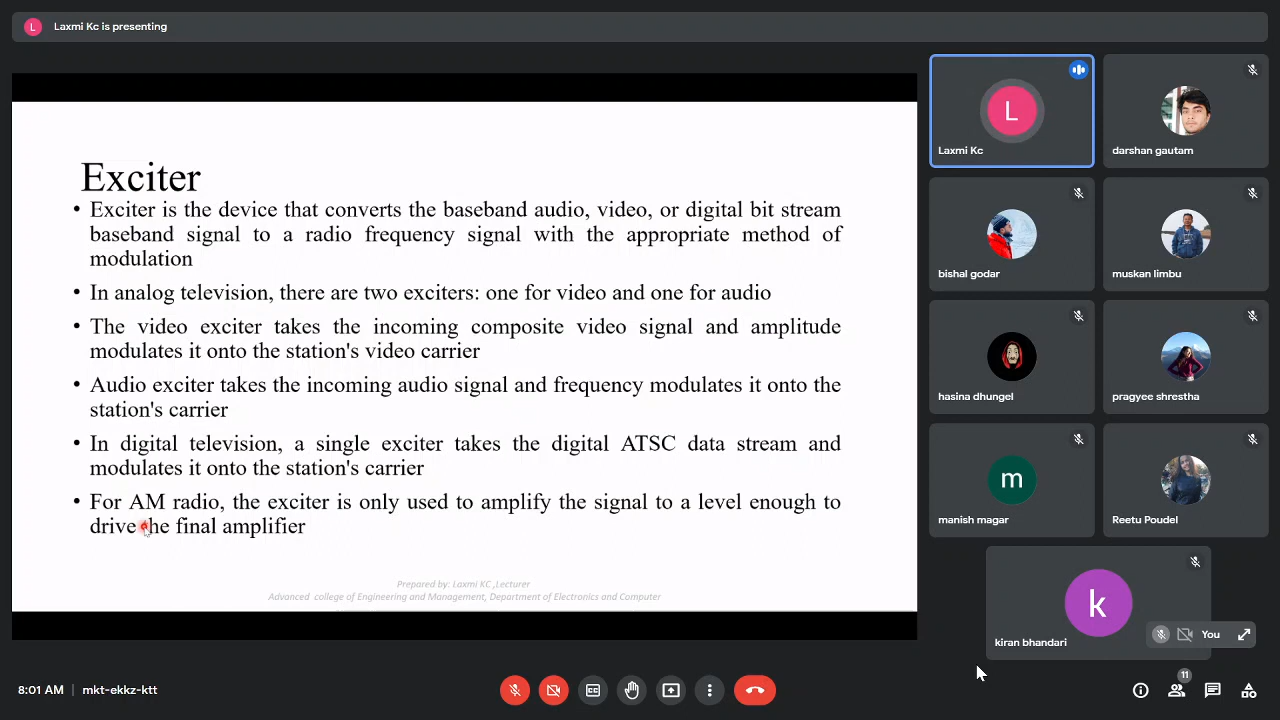 L Laxmi Kc is presenting
Exciter
• Exciter is the device that converts the baseband audio, video, or digital bit stream
baseband signal to a radio frequency signal with the appropriate method of
modulation
• In analog television, there are two exciters: one for video and one for audio
• The video exciter takes the incoming composite video signal and amplitude
modulates it onto the station's video carrier
• Audio exciter takes the incoming audio signal and frequency modulates it onto the
station's carrier
• In digital television, a single exciter takes the digital ATSC data stream and
modulates it onto the station's carrier
• For AM radio, the exciter is only used to amplify the signal to a level enough to
drive the final amplifier
Prepared by: Laxmi KC ,Lecturer
Advanced college of Engineering and Management, Department of Electronics and Computer
L
Laxmi Kc
darshan gautam
bishal godar
muskan limbu
hasina dhungel
pragyee shrestha
m
manish magar
Reetu Poudel
k
kiran bhandari
You
8:01 AM | mkt-ekkz-ktt
CC
11